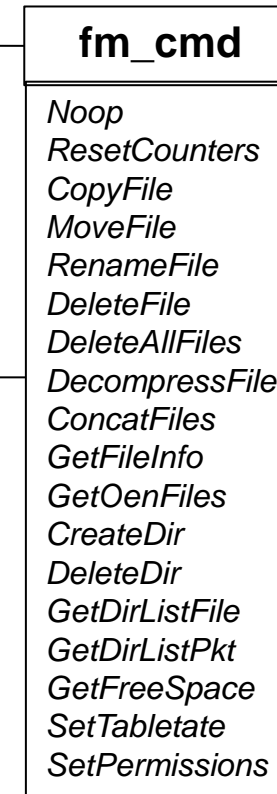 fm_cmd
Noop
ResetCounters
CopyFile
MoveFile
RenameFile
DeleteFile
DeleteAllFiles
DecompressFile
ConcatFiles
GetFileInfo
GetOenFiles
CreateDir
DeleteDir
GetDirListFile
GetDirListPkt
GetFreeSpace
SetTabletate
SetPermissions